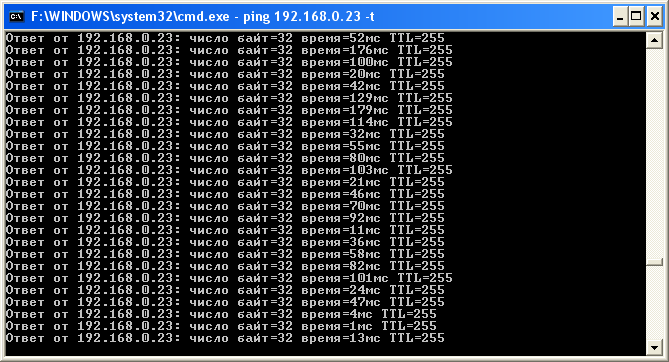 F:\WINDOWS\system32\cmd.exe - ping 192.168.0.23 -t
Ответ от 192.168.0.23: число байт=32 время=52мс TTL=255
Ответ от 192.168.0.23: число байт=32 время=176мс TTL=255
Ответ от 192.168.0.23: число байт=32 время=100мс TTL=255
Ответ от 192.168.0.23: число байт=32 время=20мс TTL=255
Ответ от 192.168.0.23: число байт=32 время=42мс TTL=255
Ответ от 192.168.0.23: число байт=32 время=129мс TTL=255
Ответ от 192.168.0.23: число байт=32 время=179мс TTL=255
Ответ от 192.168.0.23: число байт=32 время=114мс TTL=255
Ответ от 192.168.0.23: число байт=32 время=32мс TTL=255
Ответ от 192.168.0.23: число байт=32 время=55мс TTL=255
Ответ от 192.168.0.23: число байт=32 время=80мс TTL=255
Ответ от 192.168.0.23: число байт=32 время=103мс TTL=255
Ответ от 192.168.0.23: число байт=32 время=21мс TTL=255
Ответ от 192.168.0.23: число байт=32 время=46мс TTL=255
Ответ от 192.168.0.23: число байт=32 время=70мс TTL=255
Ответ от 192.168.0.23: число байт=32 время=92мс TTL=255
Ответ от 192.168.0.23: число байт=32 время=11мс TTL=255
Ответ от 192.168.0.23: число байт=32 время=36мс TTL=255
Ответ от 192.168.0.23: число байт=32 время=58мс TTL=255
Ответ от 192.168.0.23: число байт=32 время=82мс TTL=255
Ответ от 192.168.0.23: число байт=32 время=101мс TTL=255
Ответ от 192.168.0.23: число байт=32 время=24мс TTL=255
Ответ от 192.168.0.23: число байт=32 время=47мс TTL=255
Ответ от 192.168.0.23: число байт=32 время=4мс TTL=255
Ответ от 192.168.0.23: число байт=32 время=1мс TTL=255
Ответ от 192.168.0.23: число байт=32 время=13мс TTL=255